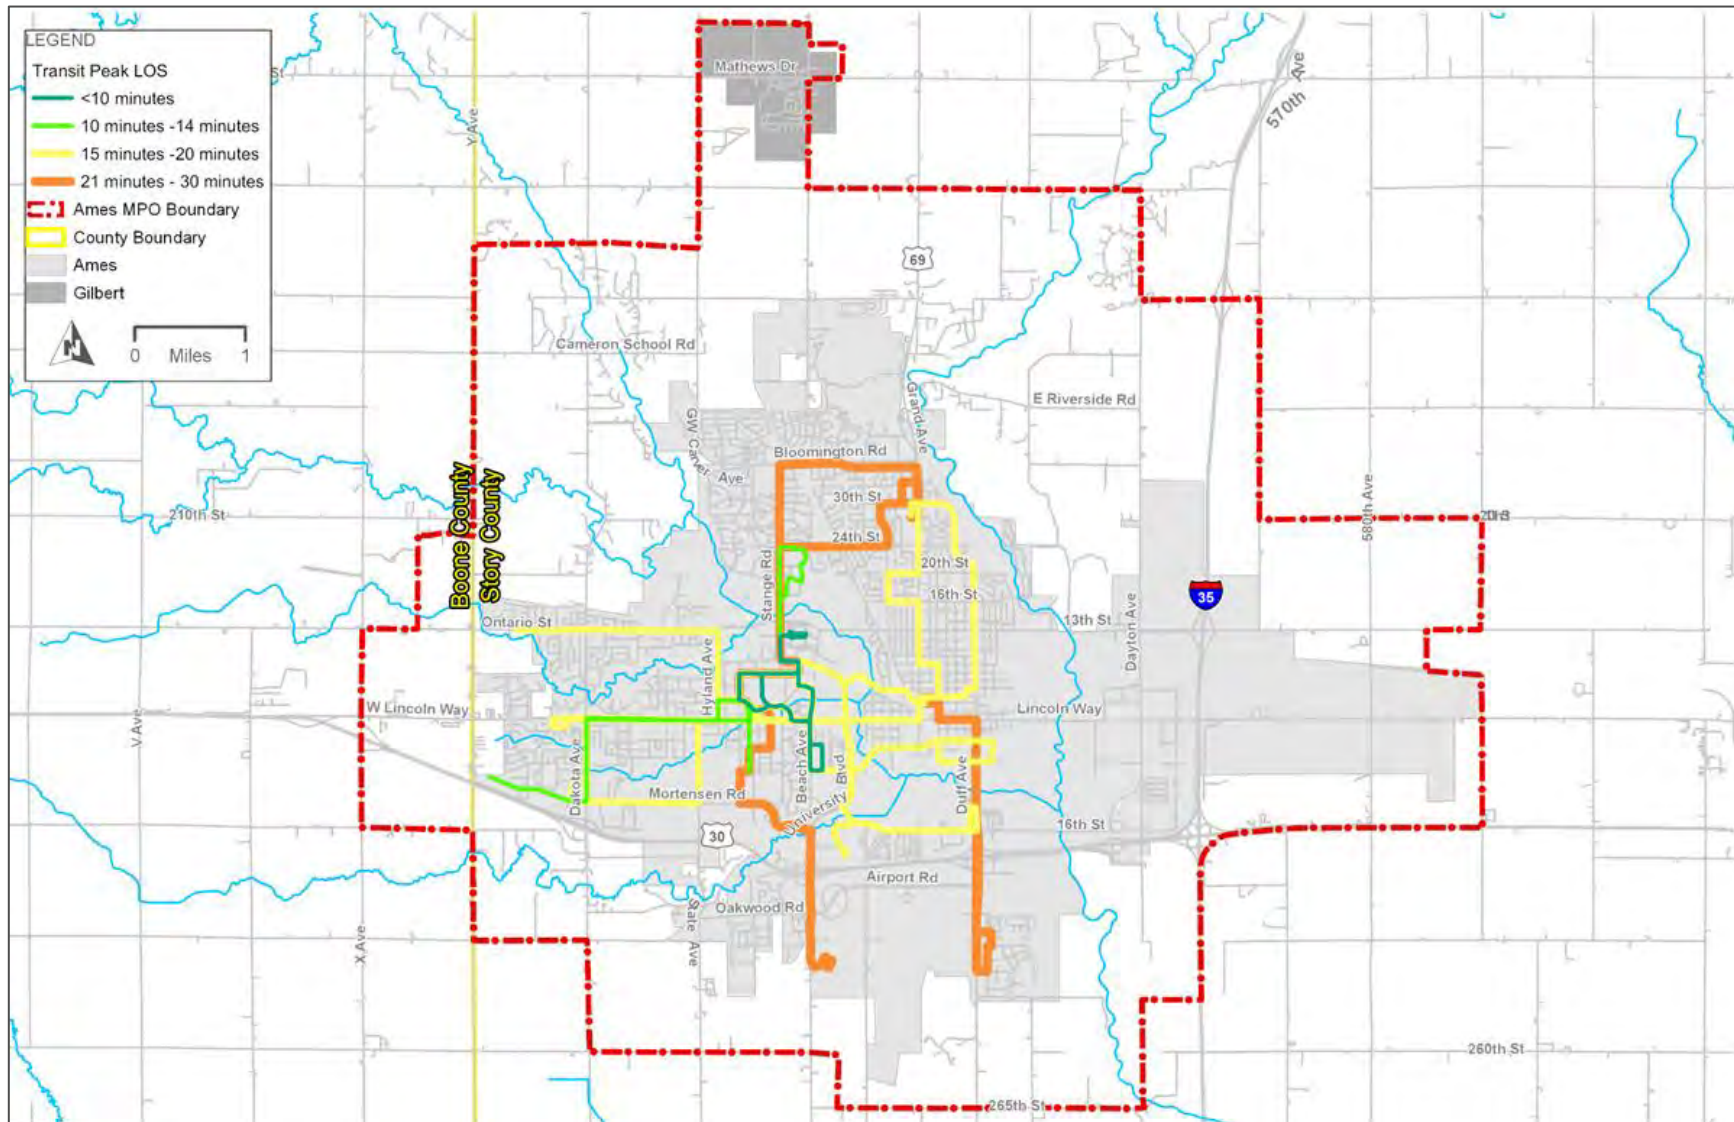 LEGEND
Transit Peak LOS
<10 minutes
10 minutes -14 minutes
15 minutes -20 minutes
21 minutes - 30 minutes
Ames MPO Boundary
County Boundary
Ames
Gilbert
N
0 Miles 1
St
Y Ave
Mathews Dr
Ave
570th
69
Cameron School Rd
Grand Ave
E Riverside Rd
GW Carver Ave
Bloomington Rd
30th St
24th St
210th St
Boone County
Story County
580th Ave
Stange Rd
20th St
16th St
35
Ontario St
13th St
Dayton Ave
Hyland Ave
W Lincoln Way
Lincoln Way
V Ave
Dakota Ave
Beach Ave
University Blvd
Duff Ave
Mortensen Rd
30
16th St
Airport Rd
Oakwood Rd
State Ave
X Ave
260th St
265th St